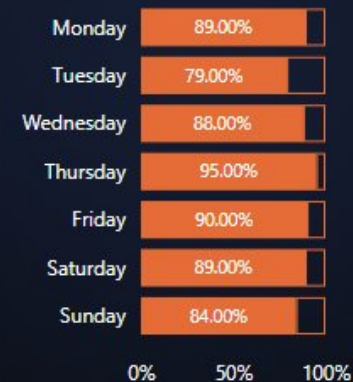 Monday 89.00%
Tuesday 79.00%
Wednesday 88.00%
Thursday 95.00%
Friday 90.00%
Saturday 89.00%
Sunday 84.00%
0% 50% 100%